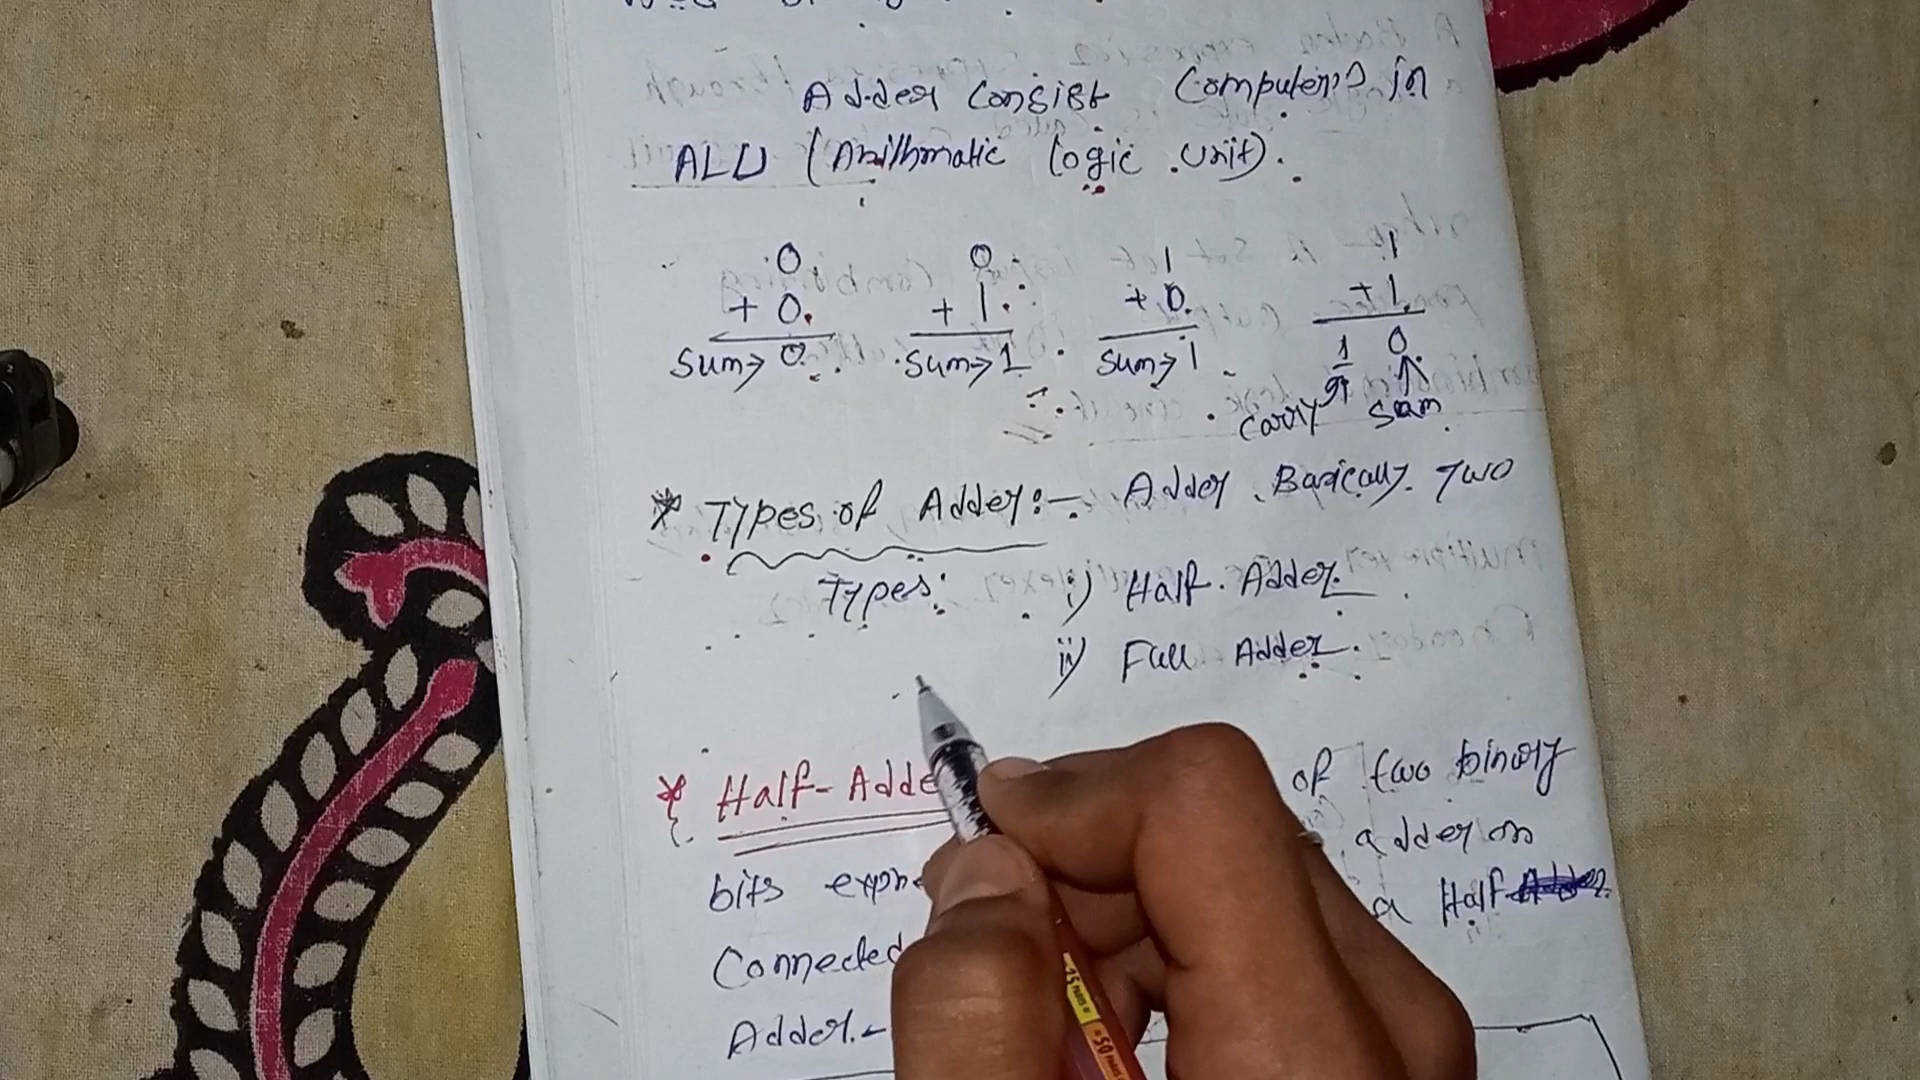 Adder Consist Computers in
ALU (Arithmatic Logic Unit).
0 0 1 1
+ 0 + 1 + 0 + 1
Sum→ 0 Sum→ 1 Sum→ 1 1 0
Carry Sum
* Types of Adder:- Adder Basically Two
Types: i) Half Adder.
ii) Full Adder.
* Half-Adde of two binary
bits adder on
a Half
Connected
Adder.